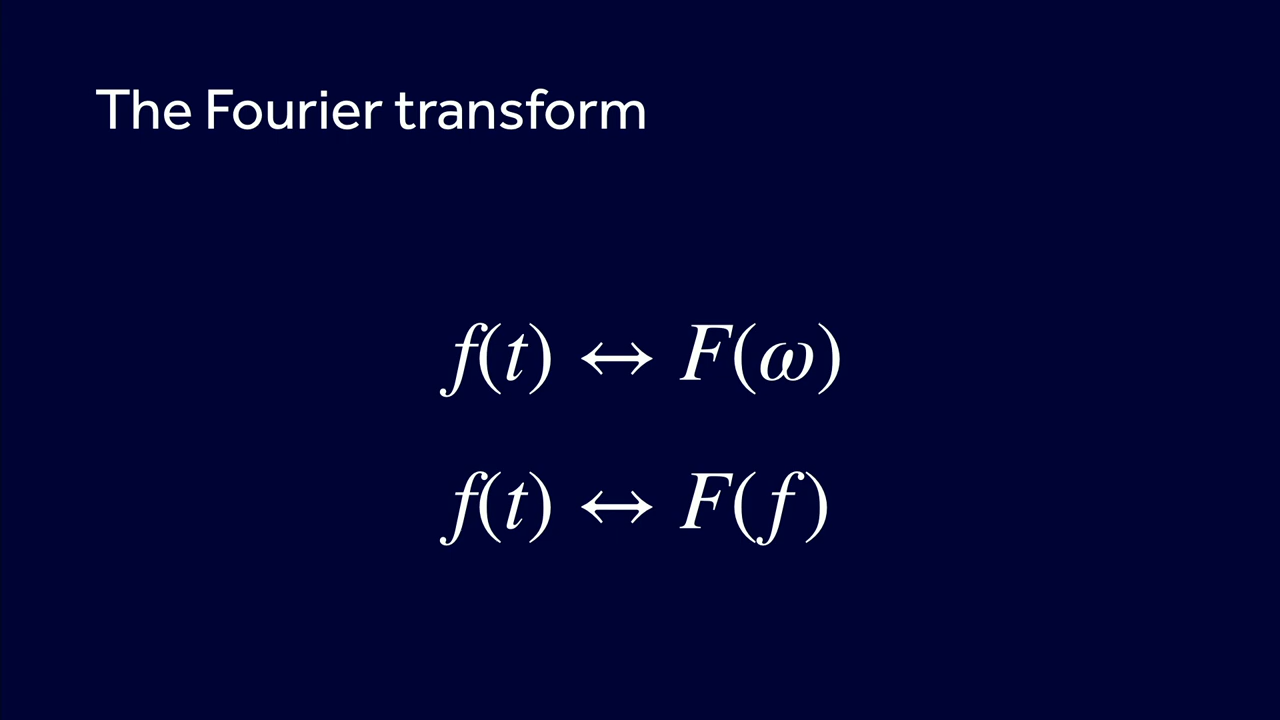 The Fourier transform
f(t) ↔ F(ω)
f(t) ↔ F(f)